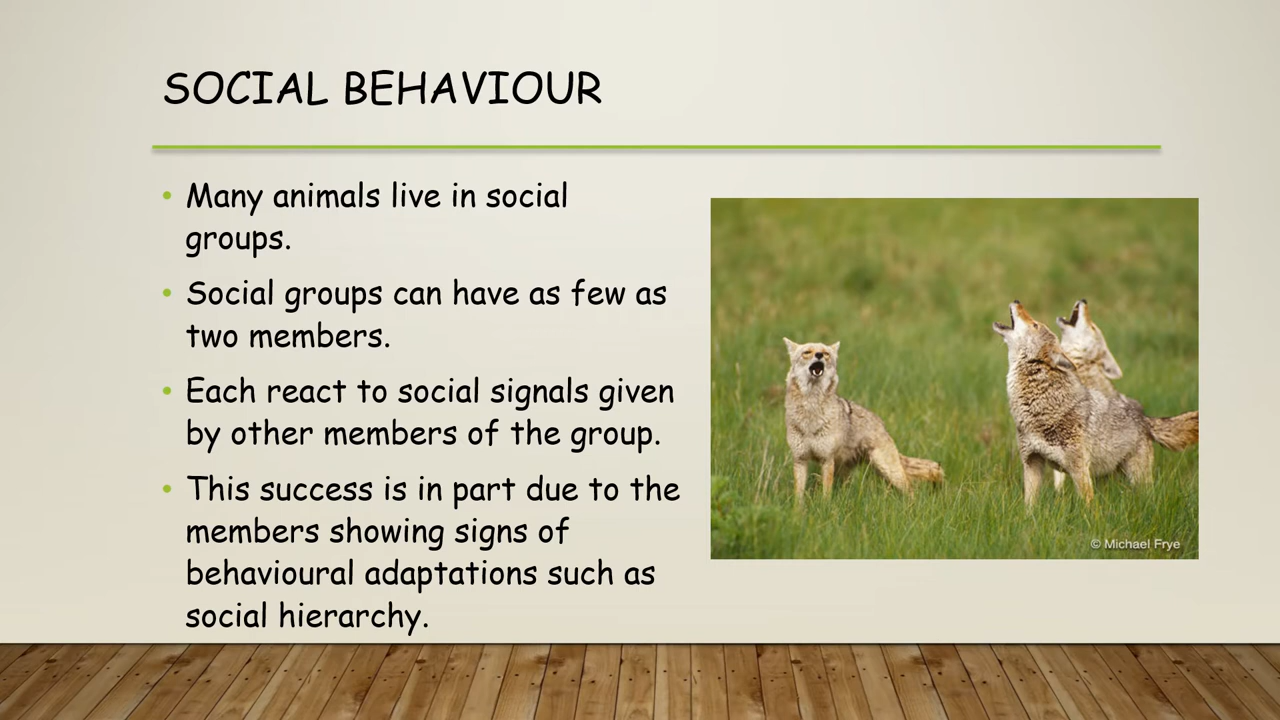 SOCIAL BEHAVIOUR
• Many animals live in social
groups.
• Social groups can have as few as
two members.
• Each react to social signals given
by other members of the group.
• This success is in part due to the
members showing signs of
behavioural adaptations such as
social hierarchy.
© Michael Frye